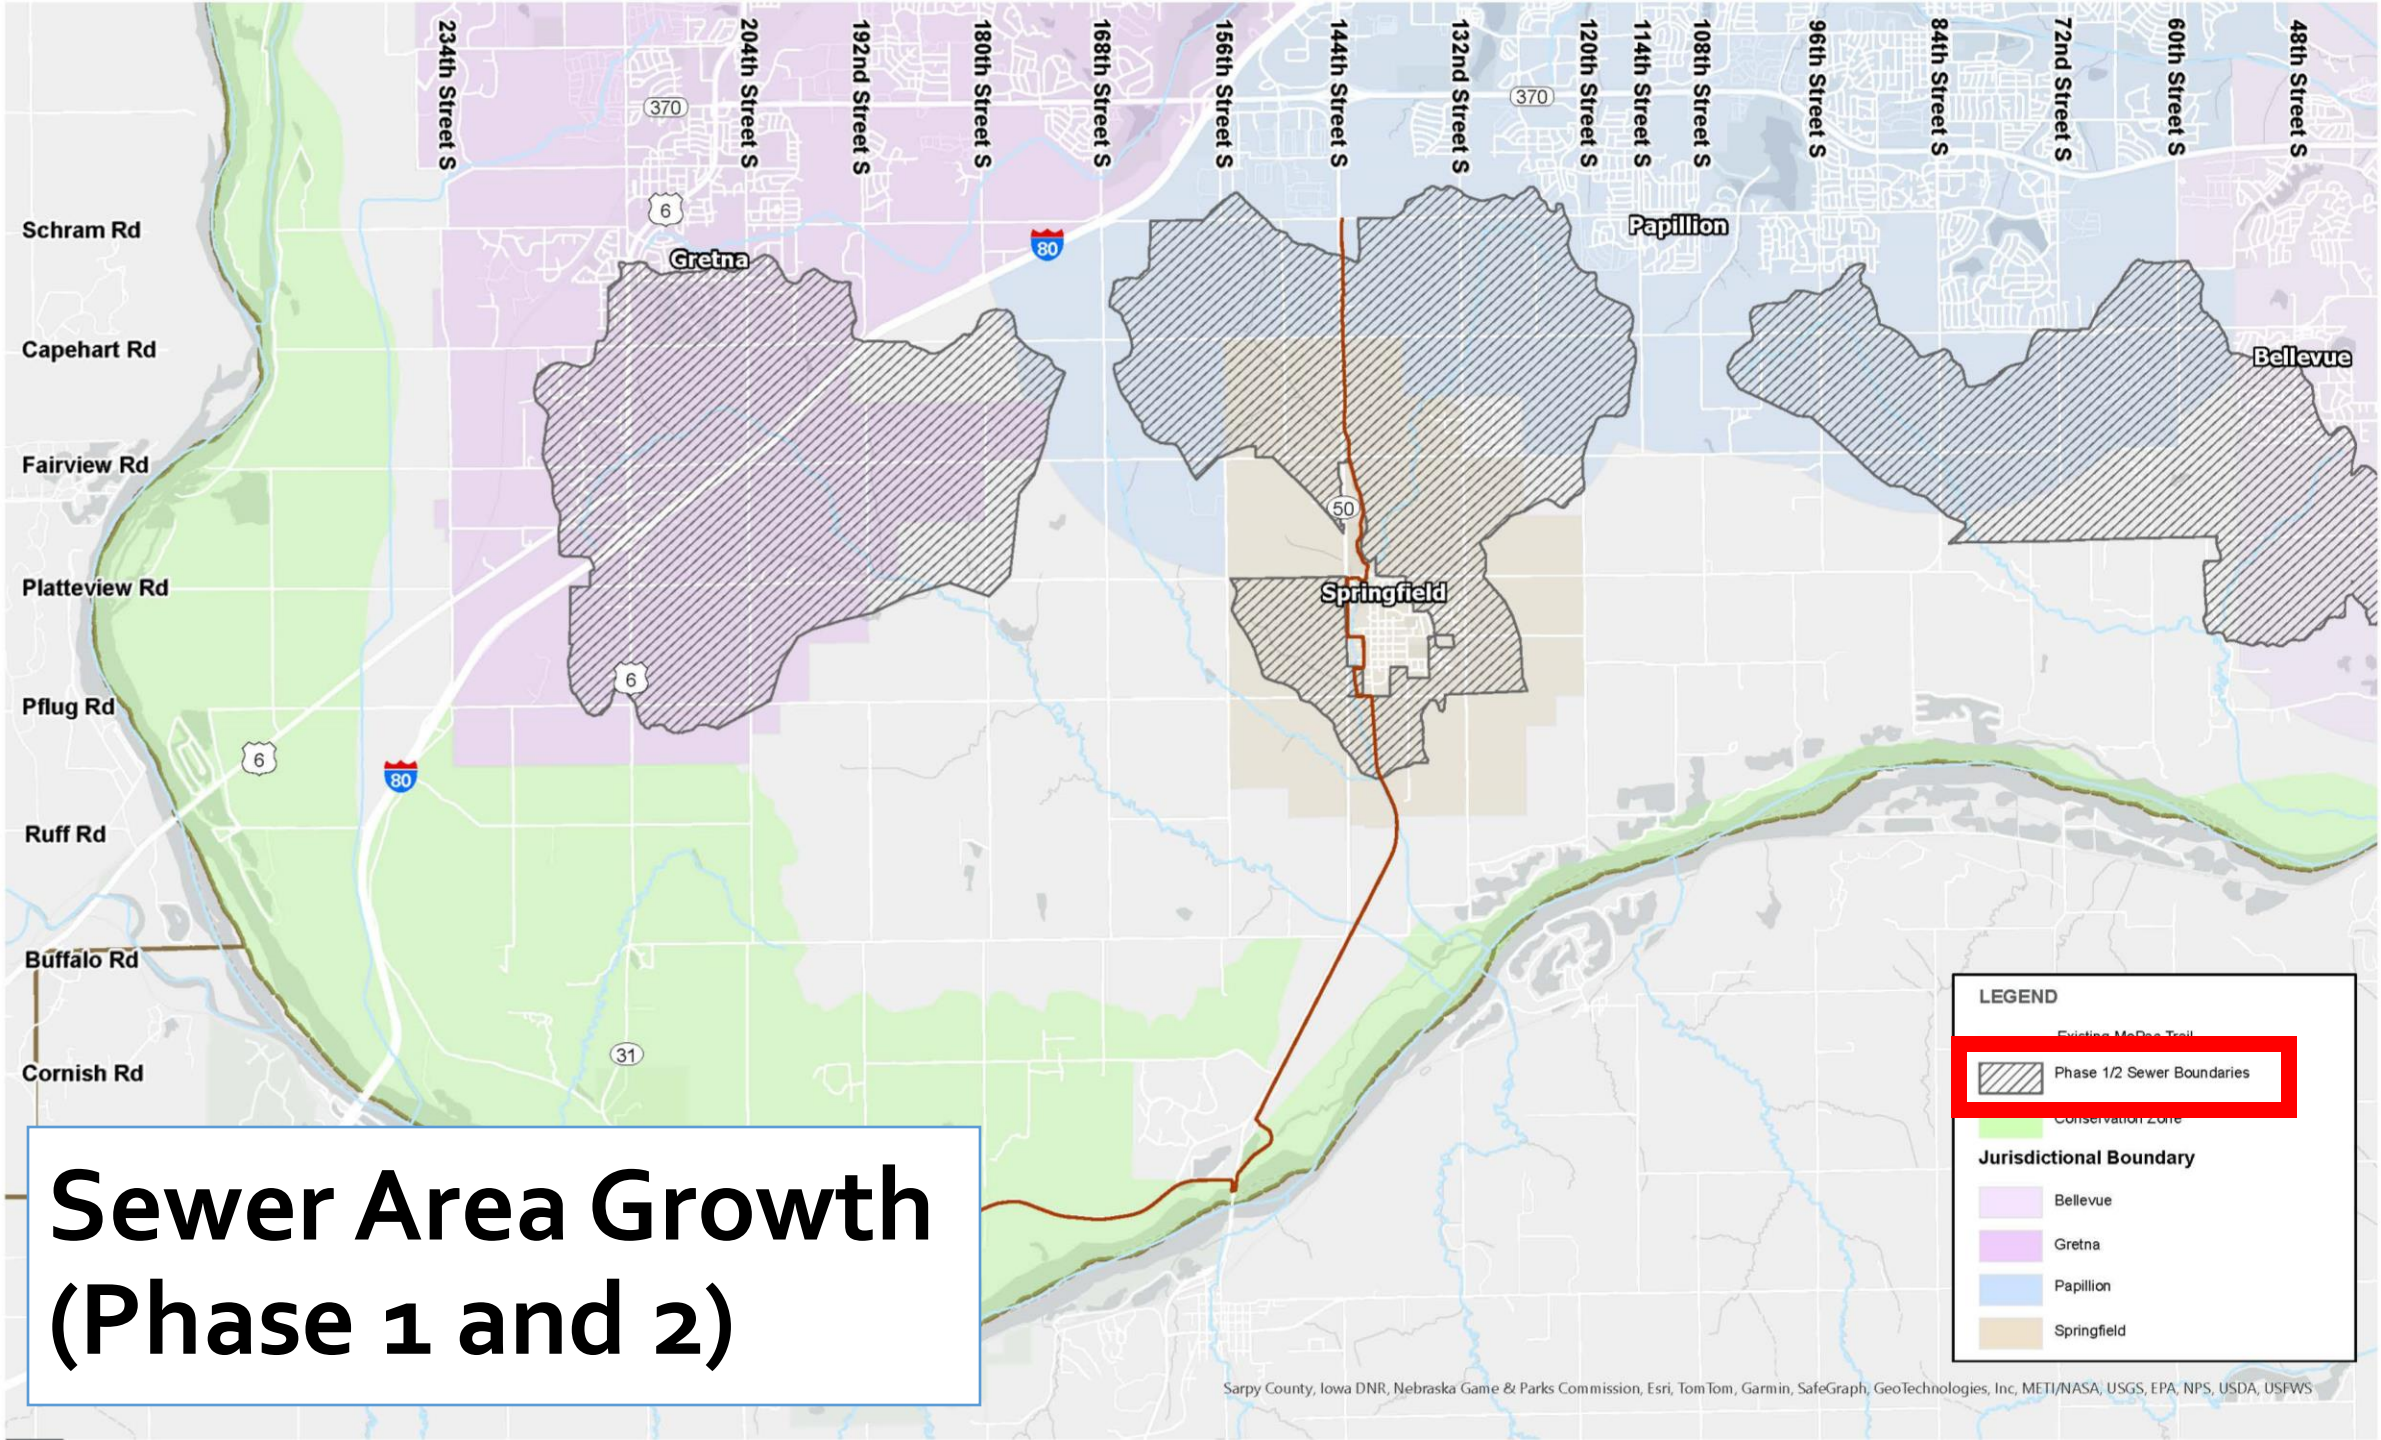 234th Street S
204th Street S
192nd Street S
180th Street S
168th Street S
156th Street S
144th Street S
132nd Street S
120th Street S
114th Street S
108th Street S
96th Street S
84th Street S
72nd Street S
60th Street S
48th Street S
370
370
6
Schram Rd
Gretna
80
Papillion
Capehart Rd
Bellevue
Fairview Rd
50
Platteview Rd
Springfield
6
Pflug Rd
6
80
Ruff Rd
Buffalo Rd
31
Cornish Rd
LEGEND
Existing MoPac Trail
Phase 1/2 Sewer Boundaries
Conservation Zone
Jurisdictional Boundary
Bellevue
Gretna
Papillion
Springfield
Sewer Area Growth
(Phase 1 and 2)
Sarpy County, Iowa DNR, Nebraska Game & Parks Commission, Esri, TomTom, Garmin, SafeGraph, GeoTechnologies, Inc, METI/NASA, USGS, EPA, NPS, USDA, USFWS